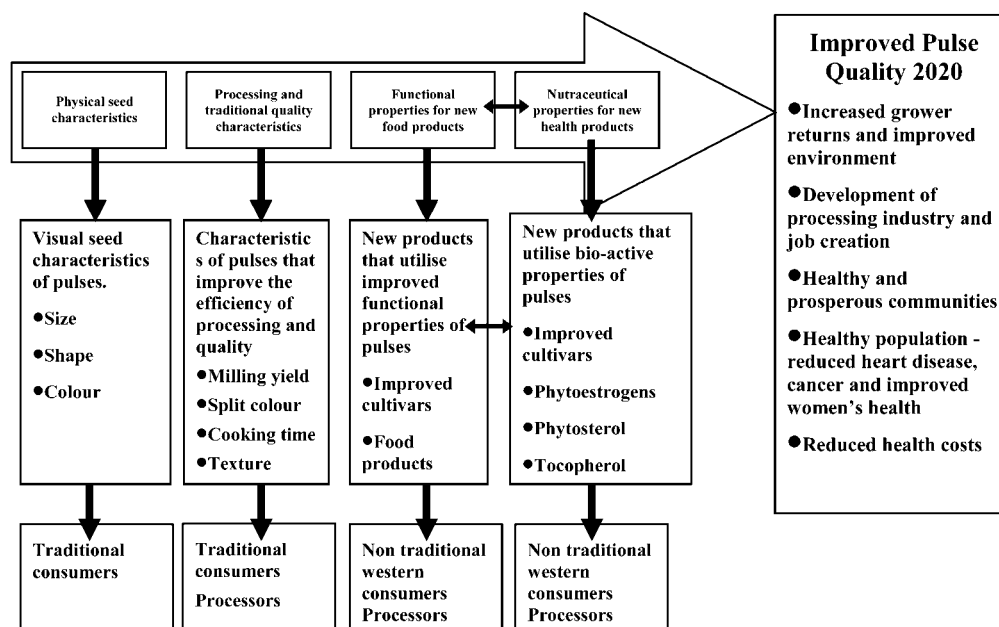 Physical seed
characteristics
Processing and
traditional quality
characteristics
Functional
properties for new
food products
Nutraceutical
properties for new
health products
Visual seed
characteristics
of pulses.
●Size
●Shape
●Colour
Characteristic
s of pulses that
improve the
efficiency of
processing and
quality
●Milling yield
●Split colour
●Cooking time
●Texture
New products
that utilise
improved
functional
properties of
pulses
●Improved
cultivars
●Food
products
New products that
utilise bio-active
properties of
pulses
●Improved
cultivars
●Phytoestrogens
●Phytosterol
●Tocopherol
Traditional
consumers
Traditional
consumers
Processors
Non traditional
western
consumers
Processors
Non traditional
western
consumers
Processors
Improved Pulse
Quality 2020
●Increased grower
returns and improved
environment
●Development of
processing industry and
job creation
●Healthy and
prosperous communities
●Healthy population -
reduced heart disease,
cancer and improved
women's health
●Reduced health costs